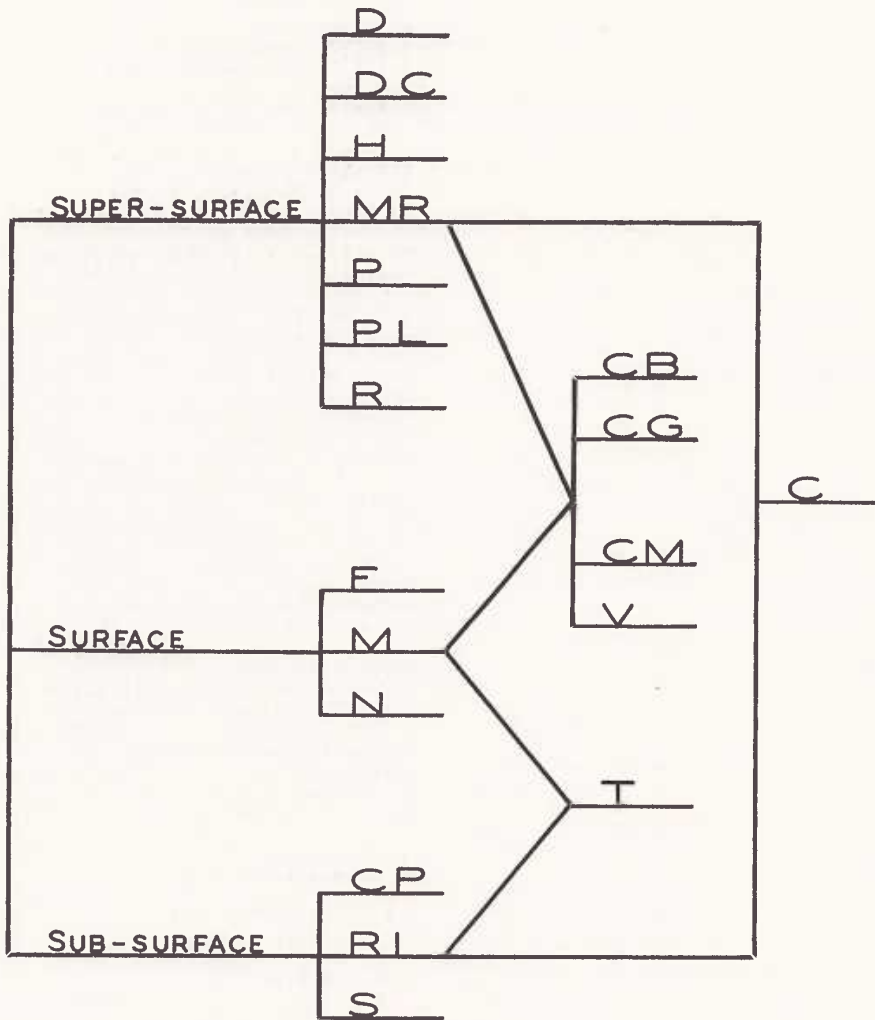 D
DC
H
SUPER-SURFACE
MR
P
PL
R
CB
CG
C
CM
V
F
SURFACE
M
N
T
CP
SUB-SURFACE
RI
S